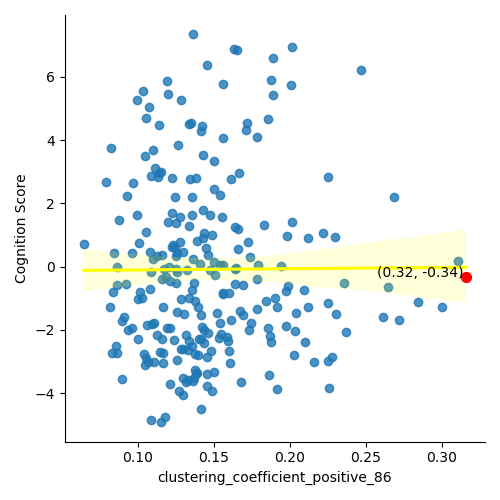 6
4
2
0
−2
−4
Cognition Score
(0.32, -0.34)
0.10 0.15 0.20 0.25 0.30
clustering_coefficient_positive_86